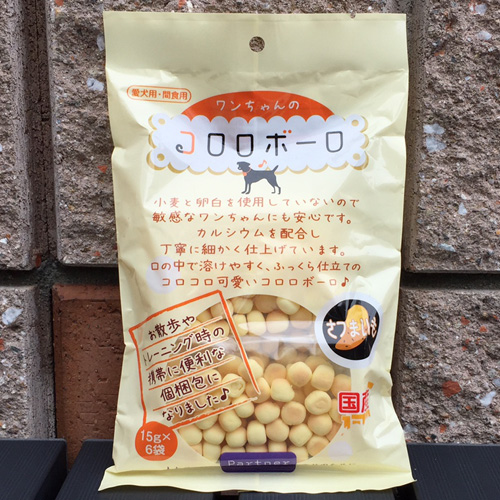 愛犬用・間食用
ワンちゃんの
コロロボーロ
小麦と卵白を使用していないので
敏感なワンちゃんにも安心です。
カルシウムを配合し
丁寧に細かく仕上げています。
口の中で溶けやすく、ふっくら仕立ての
コロコロ可愛いコロロボーロ♪
お散歩や
トレーニング時の
携帯に便利な
個梱包に
なりました♪
15g×
6袋
さつまいも
国産
Partner